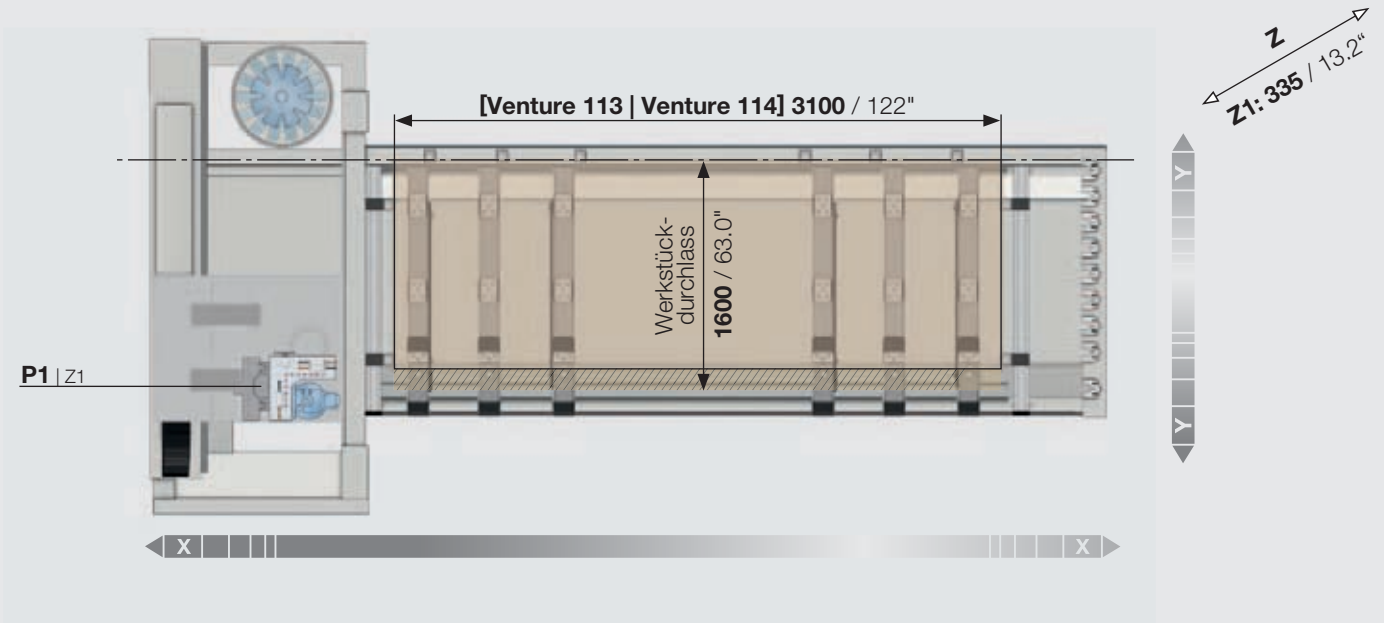 Z
Z1: 335 / 13.2“
[Venture 113 | Venture 114] 3100 / 122"
Y
Werkstück-
durchlass
1600 / 63.0"
P1 | Z1
Y
X
X